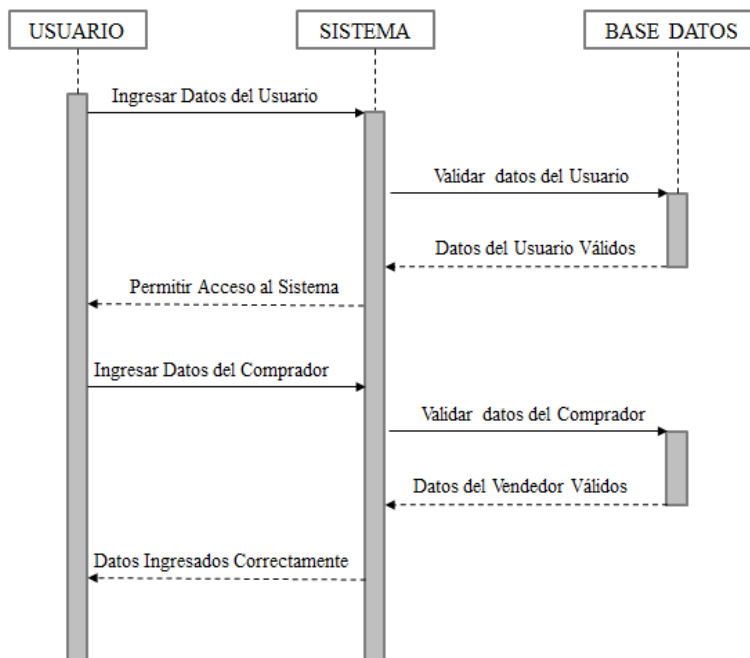 USUARIO
SISTEMA
BASE DATOS
Ingresar Datos del Usuario
Validar datos del Usuario
Datos del Usuario Válidos
Permitir Acceso al Sistema
Ingresar Datos del Comprador
Validar datos del Comprador
Datos del Vendedor Válidos
Datos Ingresados Correctamente